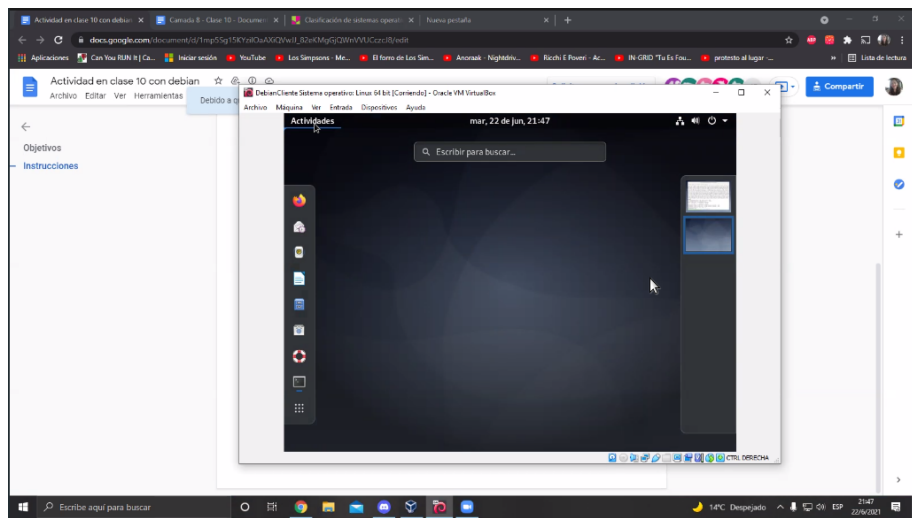 Actividad en clase 10 con debian
Camada 8 - Clase 10 - Document
Clasificación de sistemas operati
Nueva pestaña
docs.google.com/document/d/
Aplicaciones
Can You RUN It | Ca...
Iniciar sesión
YouTube
Los Simpsons - Me...
El forro de Los Sim...
Anoraak - Nightdriv...
Ricchi E Poveri - Ac...
IN-GRID "Tu Es Fou...
protesto al lugar -...
Lista de lectura
Actividad en clase 10 con debian
Archivo Editar Ver Herramientas
Debido a q
Compartir
Objetivos
Instrucciones
DebianCliente Sistema operativo: Linux 64 bit [Corriendo] - Oracle VM VirtualBox
Archivo Máquina Ver Entrada Dispositivos Ayuda
Actividades
mar, 22 de jun, 21:47
Escribir para buscar...
CTRL DERECHA
Escribe aquí para buscar
14°C Despejado
ESP
21:47
22/6/2021